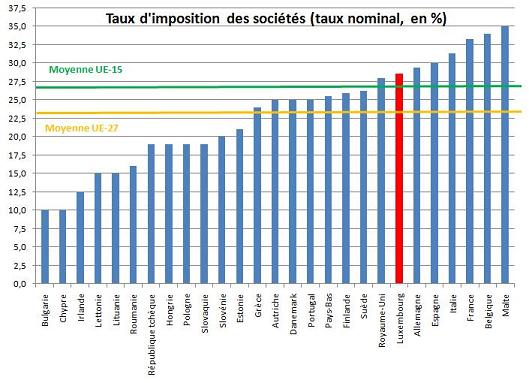 Taux d'imposition des sociétés (taux nominal, en %)
37,5
35,0
32,5
30,0
27,5
25,0
22,5
20,0
17,5
15,0
12,5
10,0
7,5
5,0
2,5
0,0
Moyenne UE-15
Moyenne UE-27
Bulgarie
Chypre
Irlande
Lettonie
Lituanie
Roumanie
République tchèque
Hongrie
Pologne
Slovaquie
Slovénie
Estonie
Grèce
Autriche
Danemark
Portugal
Pays-Bas
Finlande
Suède
Royaume-Uni
Luxembourg
Allemagne
Espagne
Italie
France
Belgique
Malte